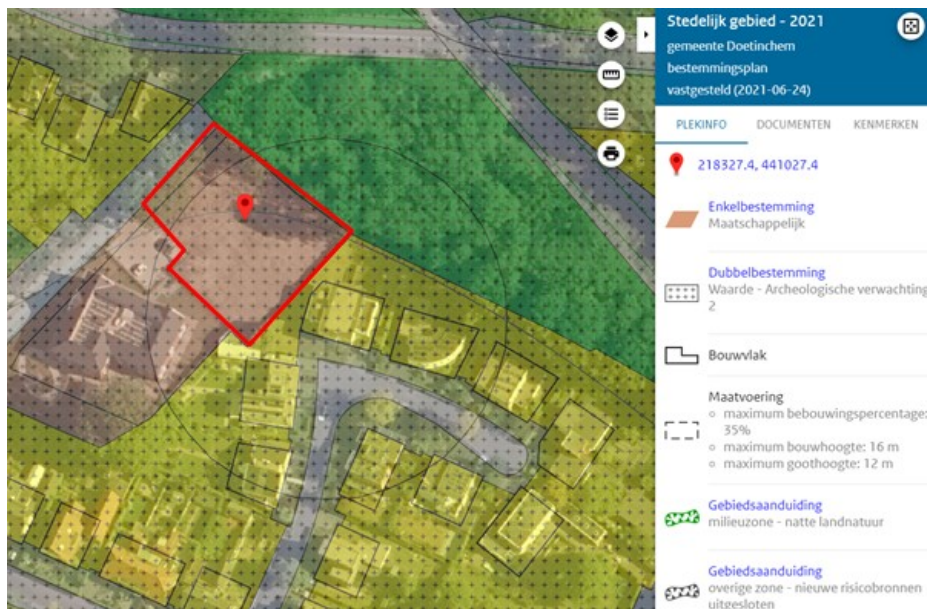 Stedelijk gebied - 2021
gemeente Doetinchem
bestemmingsplan
vastgesteld (2021-06-24)
PLEKINFO DOCUMENTEN KENMERKEN
218327.4, 441027.4
Enkelbestemming
Maatschappelijk
Dubbelbestemming
Waarde - Archeologische verwachting
2
Bouwvlak
Maatvoering
maximum bebouwingspercentage:
35%
maximum bouwhoogte: 16 m
maximum goothoogte: 12 m
Gebiedsaanduiding
milieuzone - natte landnatuur
Gebiedsaanduiding
overige zone - nieuwe risicobronnen
uitgesloten